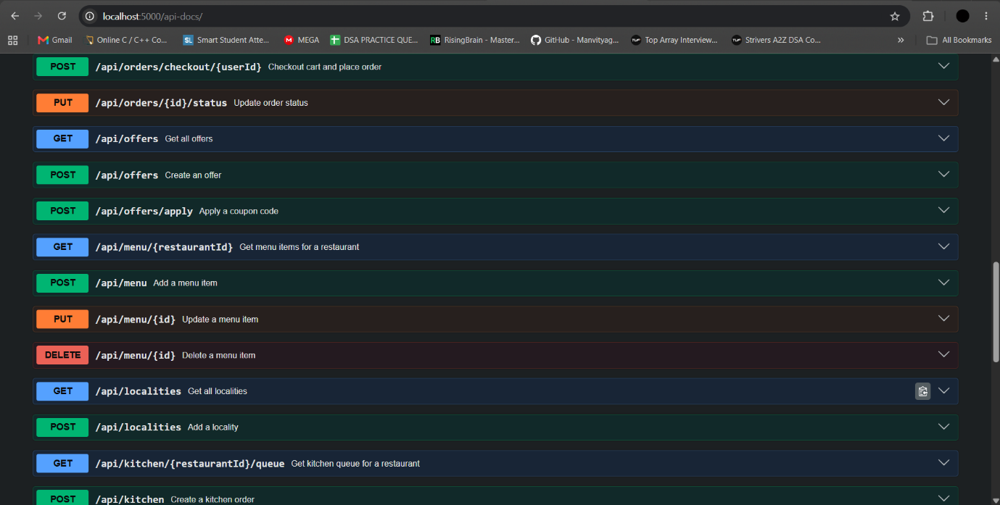 localhost:5000/api-docs/
Gmail
Online C / C++ Co...
SL Smart Student Atte...
M MEGA
DSA PRACTICE QUE...
RB RisingBrain - Master...
GitHub - Manvityag...
TUF Top Array Interview...
TUF Strivers A2Z DSA Co...
»
All Bookmarks
POST /api/orders/checkout/{userId} Checkout cart and place order
PUT /api/orders/{id}/status Update order status
GET /api/offers Get all offers
POST /api/offers Create an offer
POST /api/offers/apply Apply a coupon code
GET /api/menu/{restaurantId} Get menu items for a restaurant
POST /api/menu Add a menu item
PUT /api/menu/{id} Update a menu item
DELETE /api/menu/{id} Delete a menu item
GET /api/localities Get all localities
POST /api/localities Add a locality
GET /api/kitchen/{restaurantId}/queue Get kitchen queue for a restaurant
POST /api/kitchen Create a kitchen order